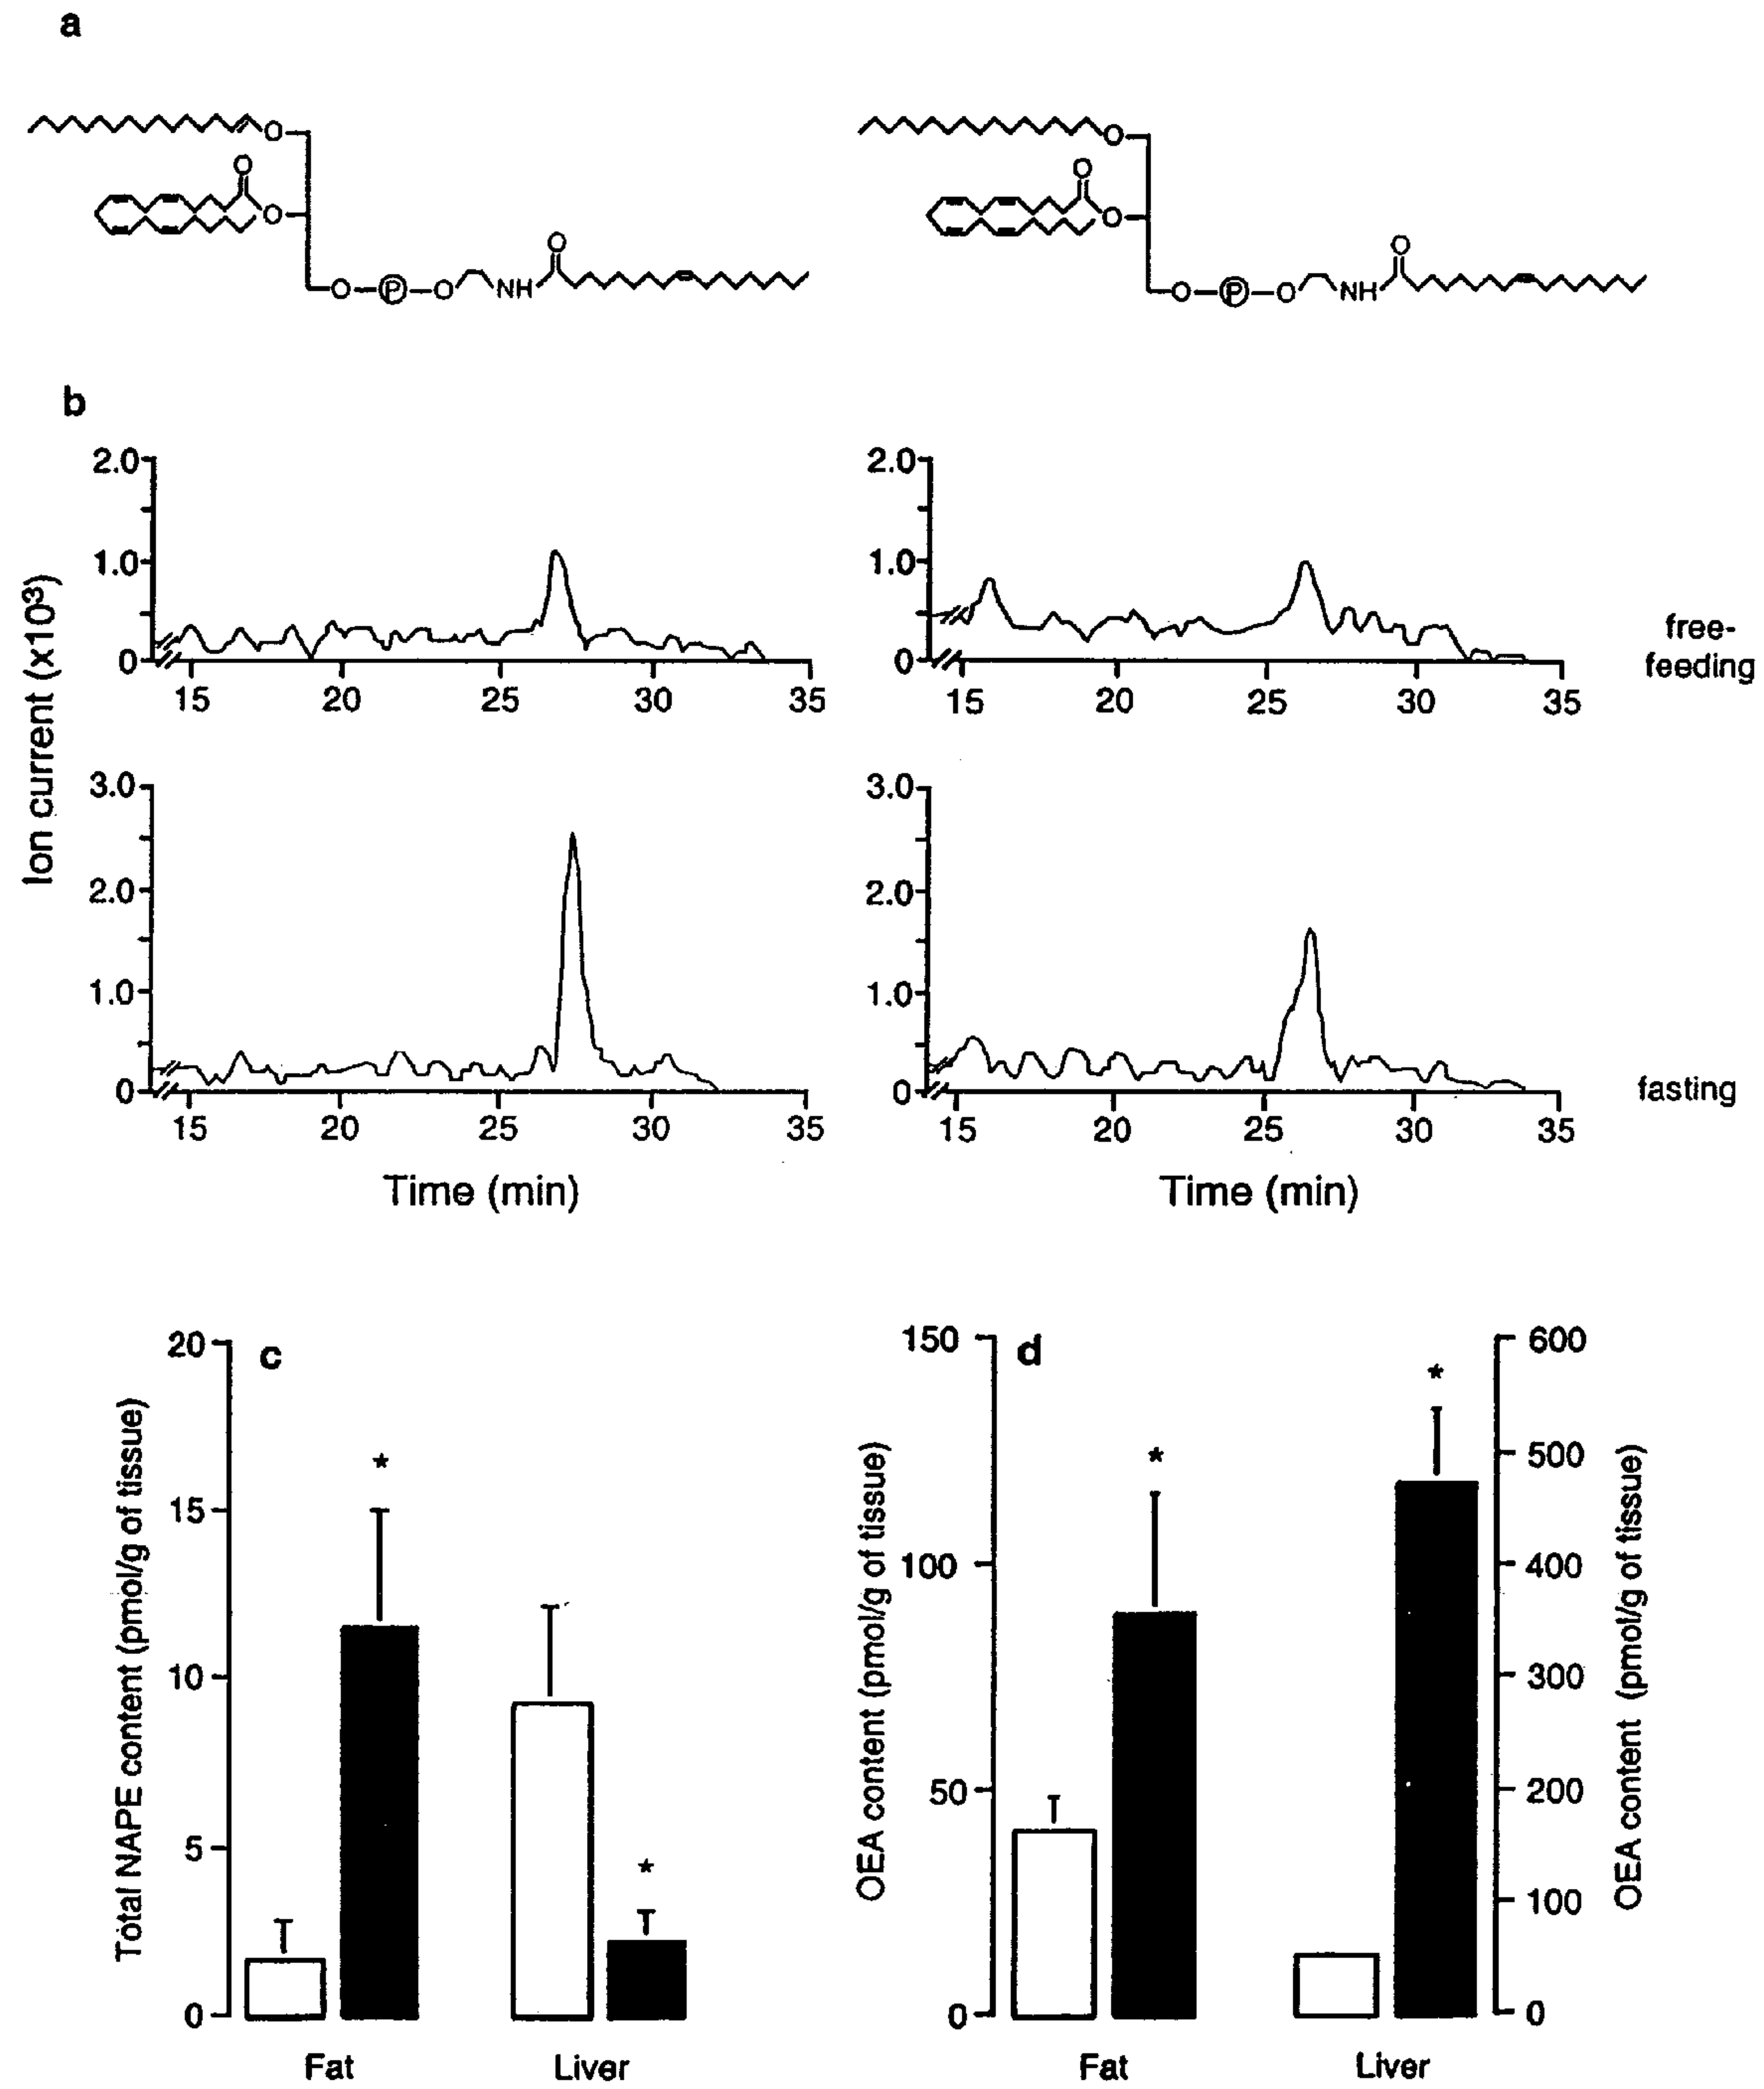 a
O
O
O
O
O
O
O P O NH
O
O P O NH
b
Ion current (x10³)
2.0
1.0
0
15 20 25 30 35
2.0
1.0
0
15 20 25 30 35
free-
feeding
3.0
2.0
1.0
0
15 20 25 30 35
Time (min)
3.0
2.0
1.0
0
15 20 25 30 35
Time (min)
fasting
c
Total NAPE content (pmol/g of tissue)
20
15
10
5
0
*
*
Fat Liver
d
OEA content (pmol/g of tissue)
150
100
50
0
*
*
Fat Liver
600
500
400
300
200
100
0
OEA content (pmol/g of tissue)